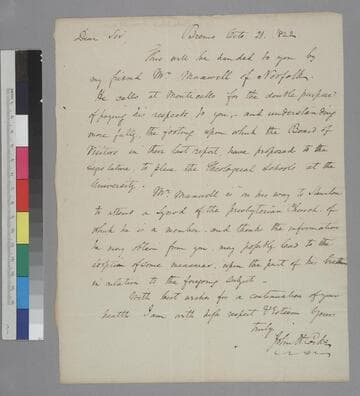 Dear Sir Bremo Octo. 21. 1822
This will be handed to you by
my friend Mr. Maxwell of Norfolk.
He calls at Monticello for the double purpose
of paying his respects to you, and understanding
more fully, the footing upon which the Board of
Visitors in their last report have proposed to the
Legislature to place the Theological Schools at the
University.
Mr. Maxwell is on his way to Staunton
to attend a Synod of the Presbyterian Church of
which he is a member and thinks the information
he may obtain from you may possibly lead to the
adoption of some measures, upon the part of his brethren
in relation to the foregoing subject—
With best wishes for a continuation of your
health I am with high respect & Esteem Yours
truly.
John H. Cocke